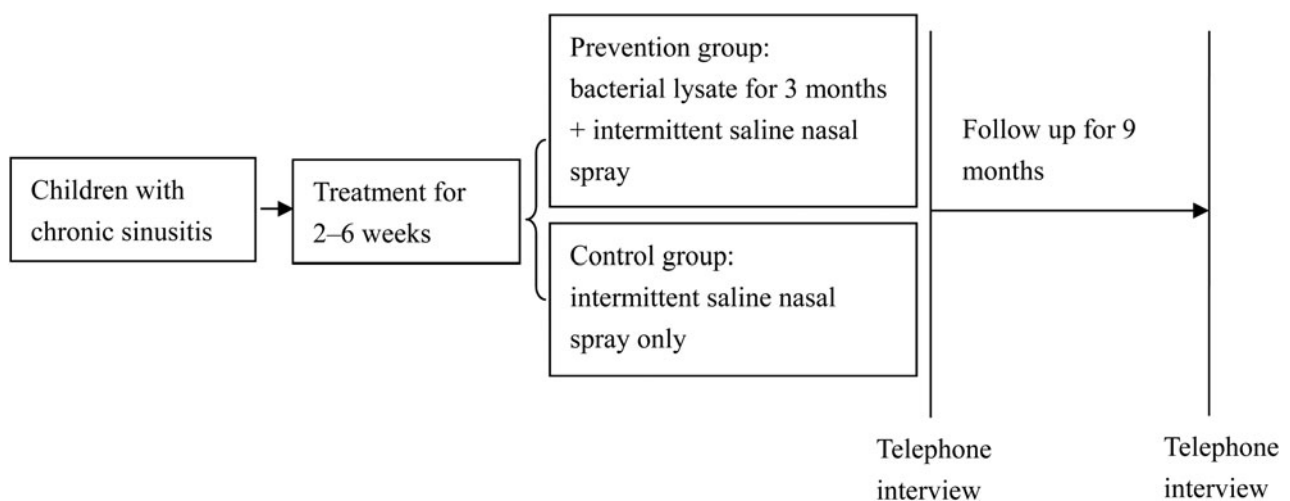 Children with
chronic sinusitis
Treatment for
2–6 weeks
Prevention group:
bacterial lysate for 3 months
+ intermittent saline nasal
spray
Control group:
intermittent saline nasal
spray only
Follow up for 9
months
Telephone
interview
Telephone
interview